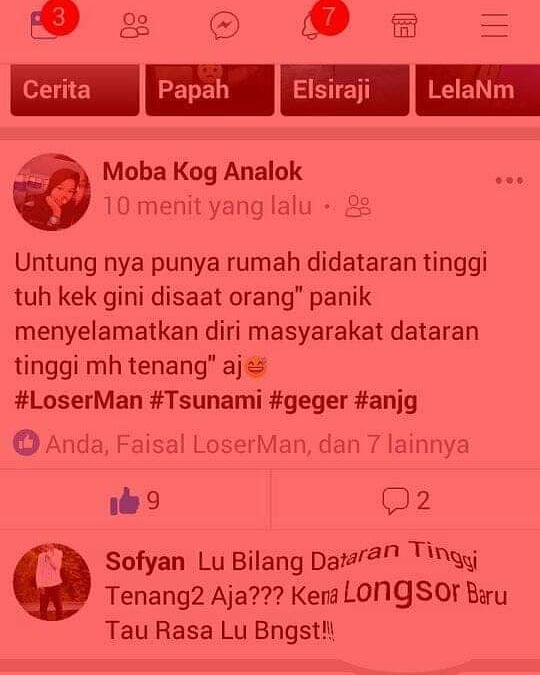 3
7
Cerita Papah Elsiraji LelaNm
Moba Kog Analok
10 menit yang lalu ·
Untung nya punya rumah didataran tinggi
tuh kek gini disaat orang" panik
menyelamatkan diri masyarakat dataran
tinggi mh tenang" aj
#LoserMan #Tsunami #geger #anjg
Anda, Faisal LoserMan, dan 7 lainnya
9
2
Sofyan Lu Bilang Dataran Tinggi
Tenang2 Aja??? Kena Longsor Baru
Tau Rasa Lu Bngst!!!